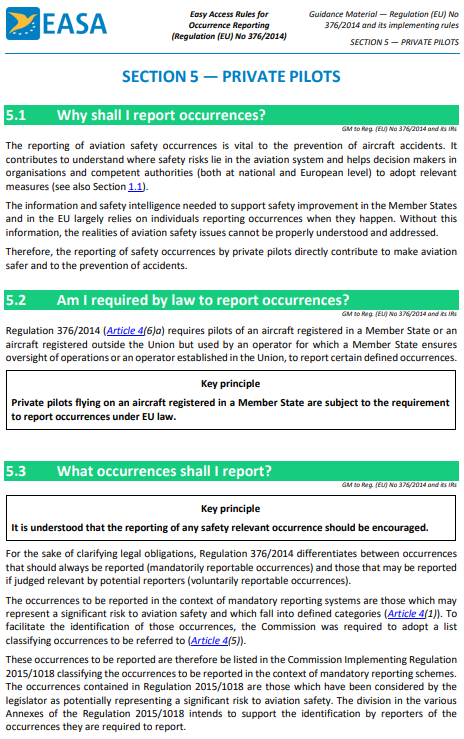 EASA
Easy Access Rules for
Occurrence Reporting
(Regulation (EU) No 376/2014)
Guidance Material — Regulation (EU) No
376/2014 and its implementing rules
SECTION 5 — PRIVATE PILOTS
SECTION 5 — PRIVATE PILOTS
5.1 Why shall I report occurrences?
GM to Reg. (EU) No 376/2014 and its IRs
The reporting of aviation safety occurrences is vital to the prevention of aircraft accidents. It
contributes to understand where safety risks lie in the aviation system and helps decision makers in
organisations and competent authorities (both at national and European level) to adopt relevant
measures (see also Section 1.1).
The information and safety intelligence needed to support safety improvement in the Member States
and in the EU largely relies on individuals reporting occurrences when they happen. Without this
information, the realities of aviation safety issues cannot be properly understood and addressed.
Therefore, the reporting of safety occurrences by private pilots directly contribute to make aviation
safer and to the prevention of accidents.
5.2 Am I required by law to report occurrences?
GM to Reg. (EU) No 376/2014 and its IRs
Regulation 376/2014 (Article 4(6)a) requires pilots of an aircraft registered in a Member State or an
aircraft registered outside the Union but used by an operator for which a Member State ensures
oversight of operations or an operator established in the Union, to report certain defined occurrences.
Key principle
Private pilots flying on an aircraft registered in a Member State are subject to the requirement
to report occurrences under EU law.
5.3 What occurrences shall I report?
GM to Reg. (EU) No 376/2014 and its IRs
Key principle
It is understood that the reporting of any safety relevant occurrence should be encouraged.
For the sake of clarifying legal obligations, Regulation 376/2014 differentiates between occurrences
that should always be reported (mandatorily reportable occurrences) and those that may be reported
if judged relevant by potential reporters (voluntarily reportable occurrences).
The occurrences to be reported in the context of mandatory reporting systems are those which may
represent a significant risk to aviation safety and which fall into defined categories (Article 4(1)). To
facilitate the identification of those occurrences, the Commission was required to adopt a list
classifying occurrences to be referred to (Article 4(5)).
These occurrences to be reported are therefore be listed in the Commission Implementing Regulation
2015/1018 classifying the occurrences to be reported in the context of mandatory reporting schemes.
The occurrences contained in Regulation 2015/1018 are those which have been considered by the
legislator as potentially representing a significant risk to aviation safety. The division in the various
Annexes of the Regulation 2015/1018 intends to support the identification by reporters of the
occurrences they are required to report.